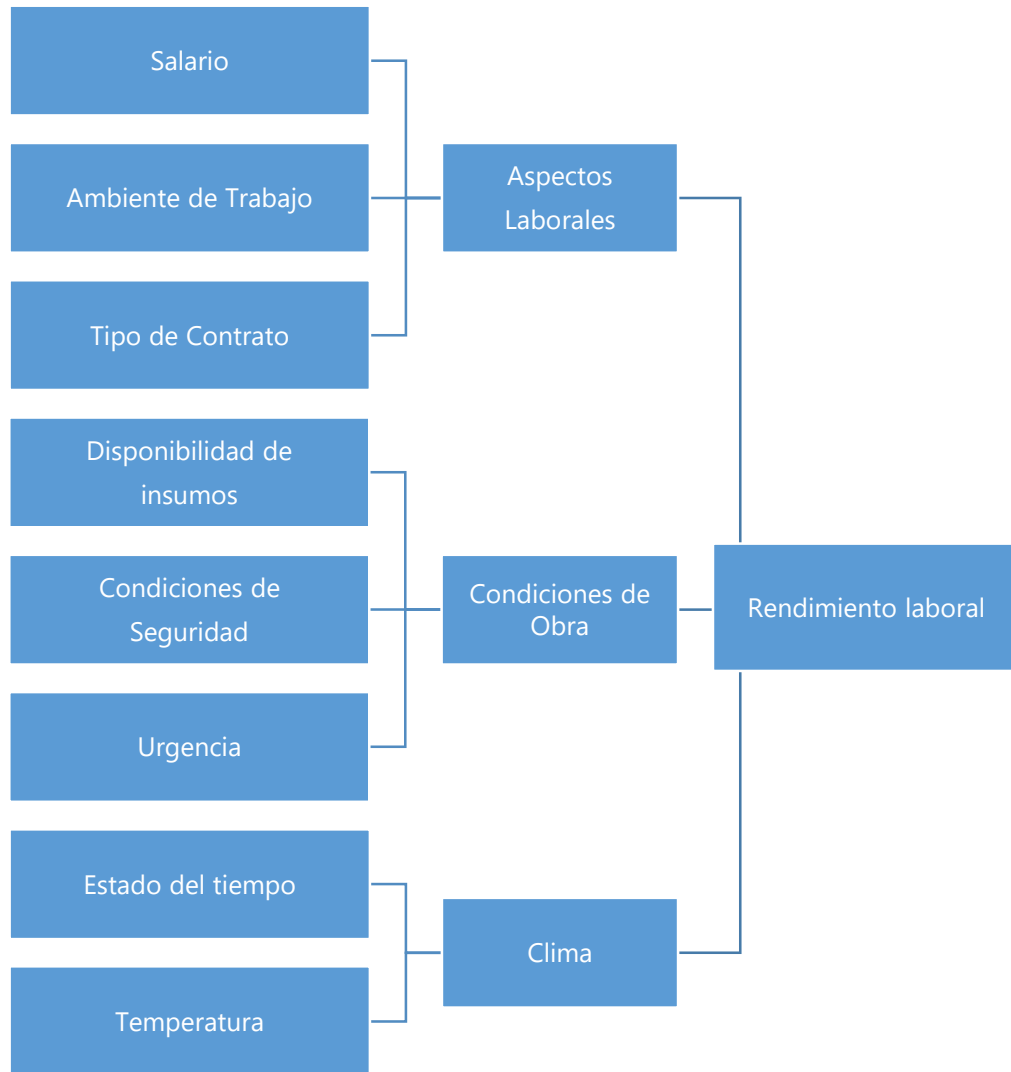 Salario
Ambiente de Trabajo
Tipo de Contrato
Aspectos
Laborales
Disponibilidad de
insumos
Condiciones de
Seguridad
Urgencia
Condiciones de
Obra
Estado del tiempo
Temperatura
Clima
Rendimiento laboral